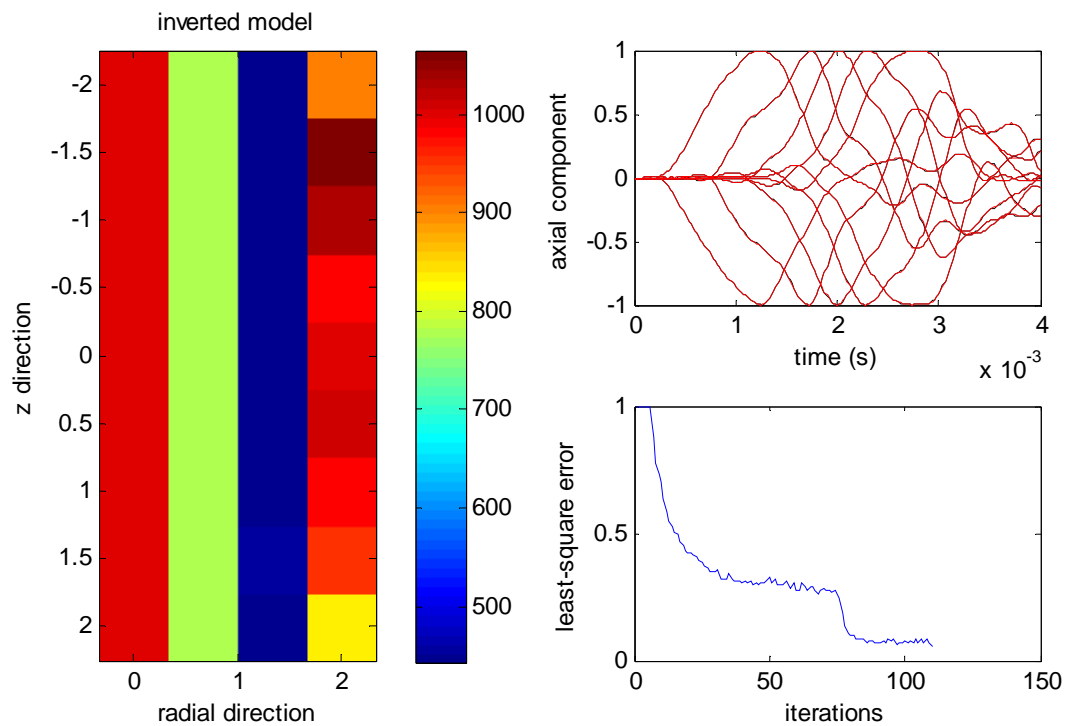 inverted model
-2
-1.5
-1
-0.5
0
0.5
1
1.5
2
z direction
0 1 2
radial direction
1000
900
800
700
600
500
1
0.5
0
-0.5
-1
axial component
0 1 2 3 4
time (s)
x 10^-3
1
0.5
0
least-square error
0 50 100 150
iterations